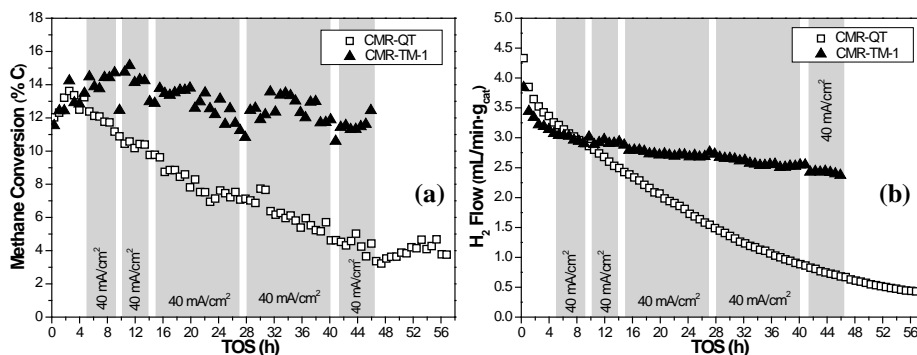 18
16
14
12
10
8
6
4
2
0
Methane Conversion (% C)
CMR-QT
CMR-TM-1
(a)
40 mA/cm²
40 mA/cm²
40 mA/cm²
40 mA/cm²
40 mA/cm²
0 4 8 12 16 20 24 28 32 36 40 44 48 52 56
TOS (h)
5.0
4.5
4.0
3.5
3.0
2.5
2.0
1.5
1.0
0.5
0.0
H₂ Flow (mL/min·g_cat)
CMR-QT
CMR-TM-1
(b)
40 mA/cm²
40 mA/cm²
40 mA/cm²
40 mA/cm²
40 mA/cm²
0 4 8 12 16 20 24 28 32 36 40 44 48 52 56
TOS (h)